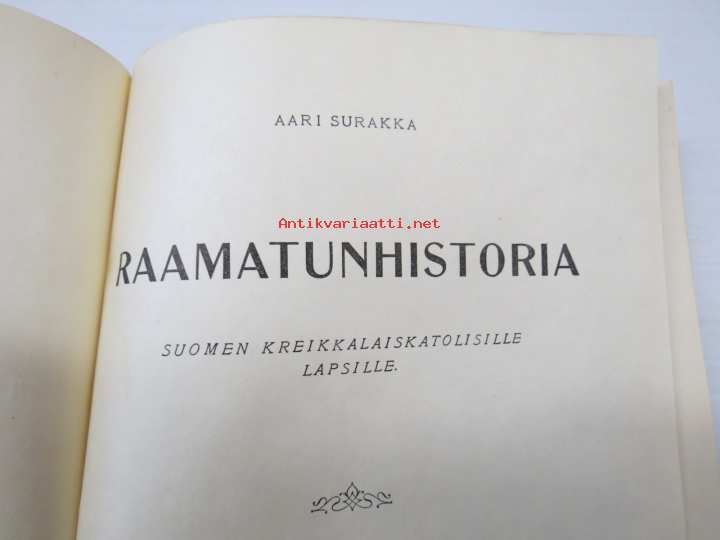 AARI SURAKKA
Antikvariaatti.net
RAAMATUNHISTORIA
SUOMEN KREIKKALAISKATOLISILLE
LAPSILLE.